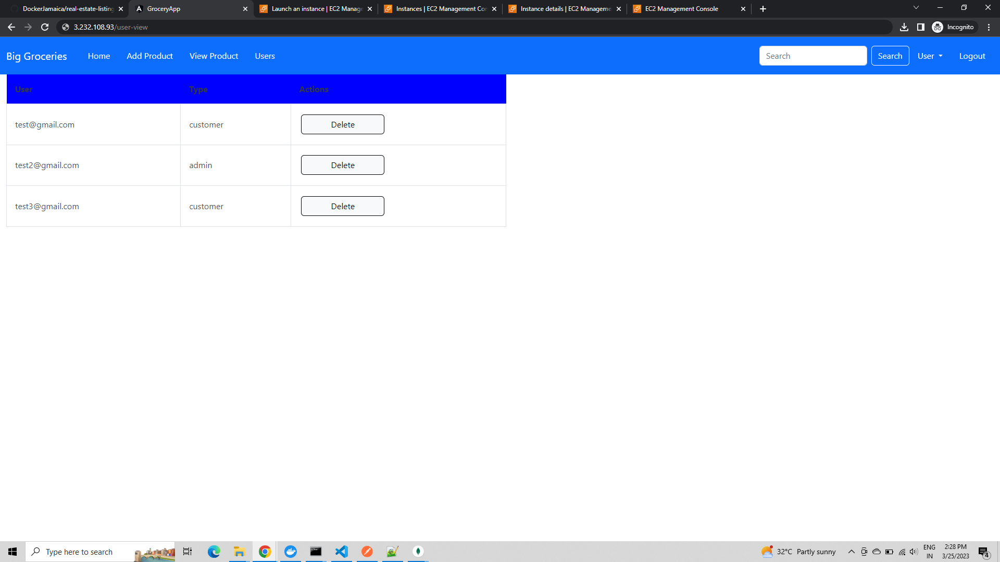 DockerJamaica/real-estate-listing
GroceryApp
Launch an instance | EC2 Manage
Instances | EC2 Management Cor
Instance details | EC2 Manageme
EC2 Management Console
3.232.108.93/user-view
Incognito
Big Groceries Home Add Product View Product Users Search Search User Logout
User Type Actions
test@gmail.com customer Delete
test2@gmail.com admin Delete
test3@gmail.com customer Delete
Type here to search
32°C Partly sunny
ENG
IN
2:28 PM
3/25/2023
4